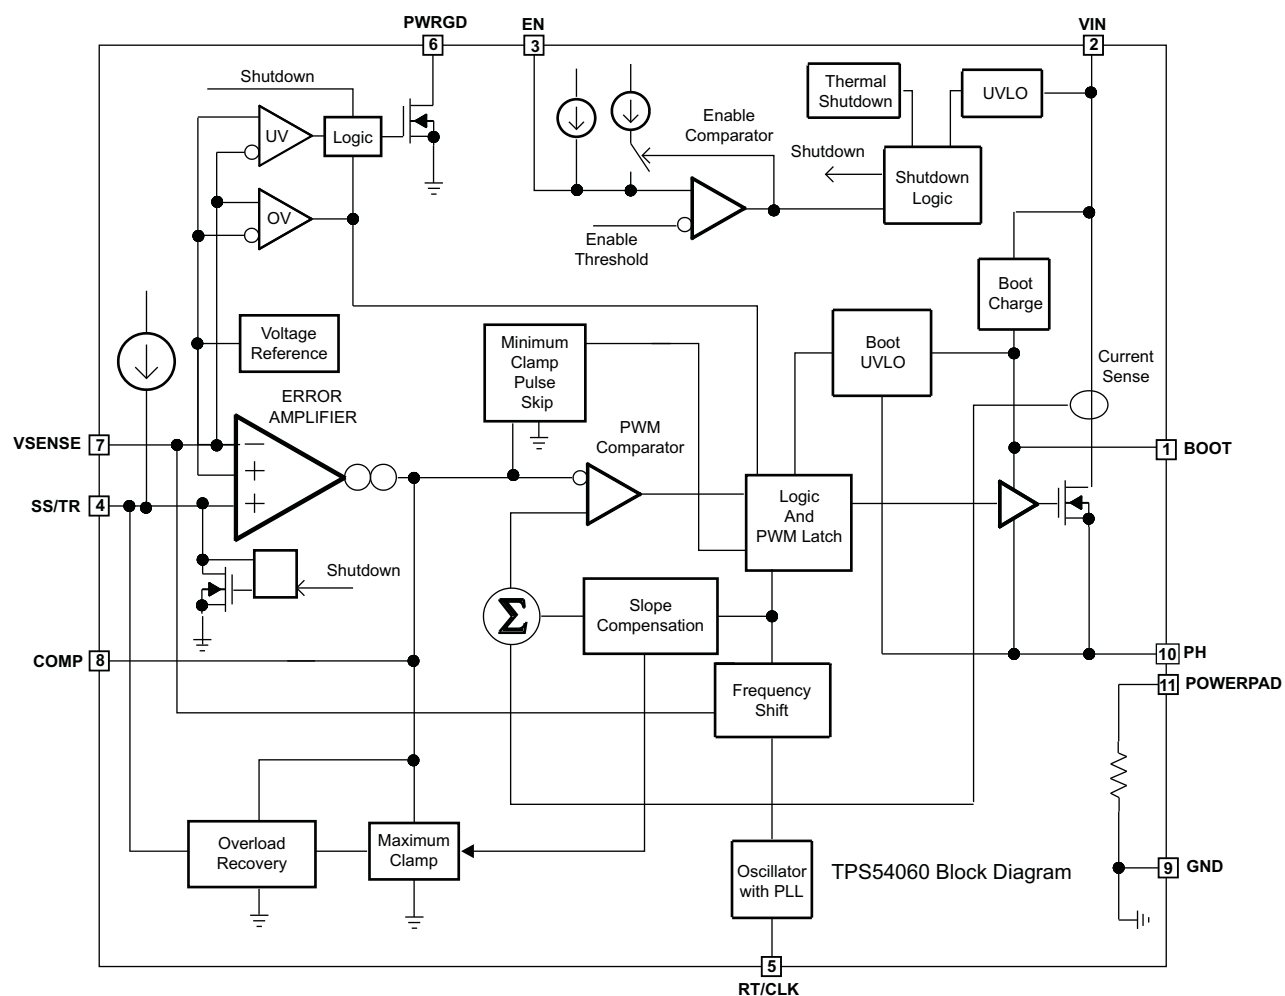 PWRGD
EN
VIN
6
3
2
Shutdown
Thermal
Shutdown
UVLO
UV
Logic
Enable
Comparator
Shutdown
Shutdown
Logic
OV
Enable
Threshold
Boot
Charge
Voltage
Reference
Minimum
Clamp
Pulse
Skip
Boot
UVLO
Current
Sense
ERROR
AMPLIFIER
PWM
Comparator
VSENSE
7
BOOT
1
−
+
+
SS/TR
4
Logic
And
PWM Latch
Shutdown
Σ
Slope
Compensation
COMP
8
PH
10
POWERPAD
11
Frequency
Shift
Overload
Recovery
Maximum
Clamp
Oscillator
with PLL
TPS54060 Block Diagram
GND
9
5
RT/CLK